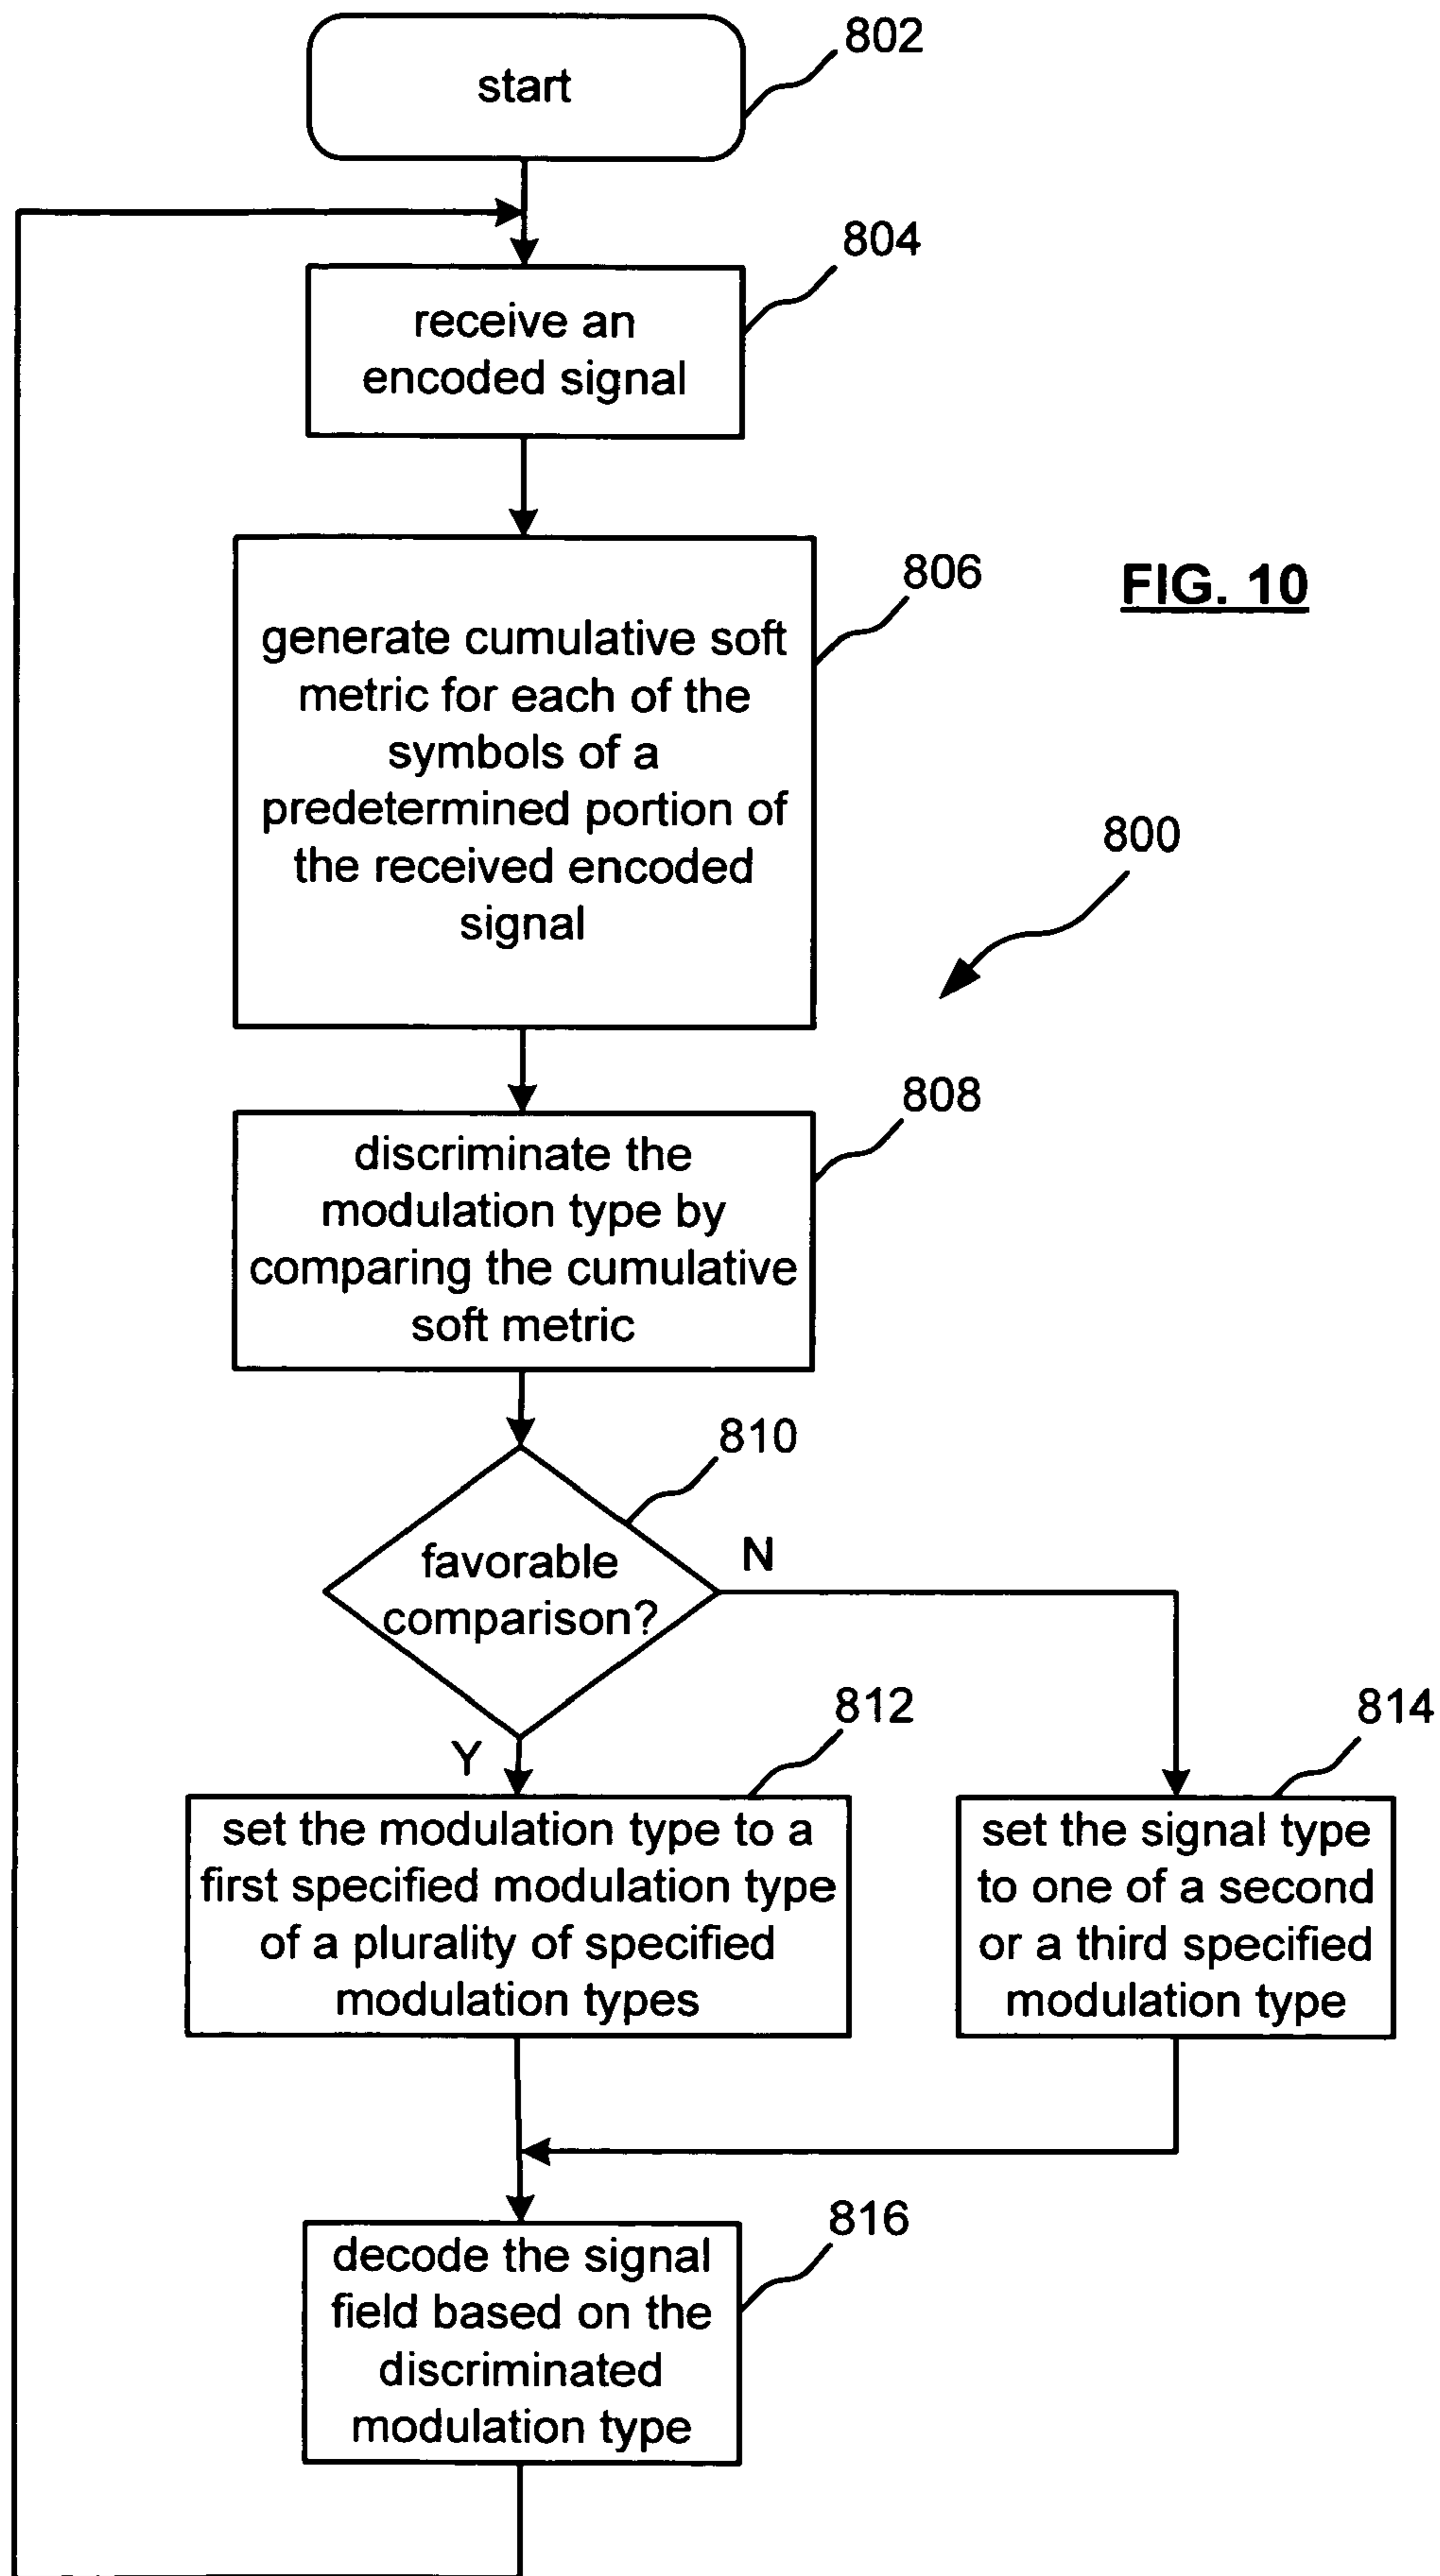 802
start
804
receive an
encoded signal
806
FIG. 10
generate cumulative soft
metric for each of the
symbols of a
predetermined portion of
the received encoded
signal
800
808
discriminate the
modulation type by
comparing the cumulative
soft metric
810
N
favorable
comparison?
812
814
Y
set the modulation type to a
first specified modulation type
of a plurality of specified
modulation types
set the signal type
to one of a second
or a third specified
modulation type
816
decode the signal
field based on the
discriminated
modulation type